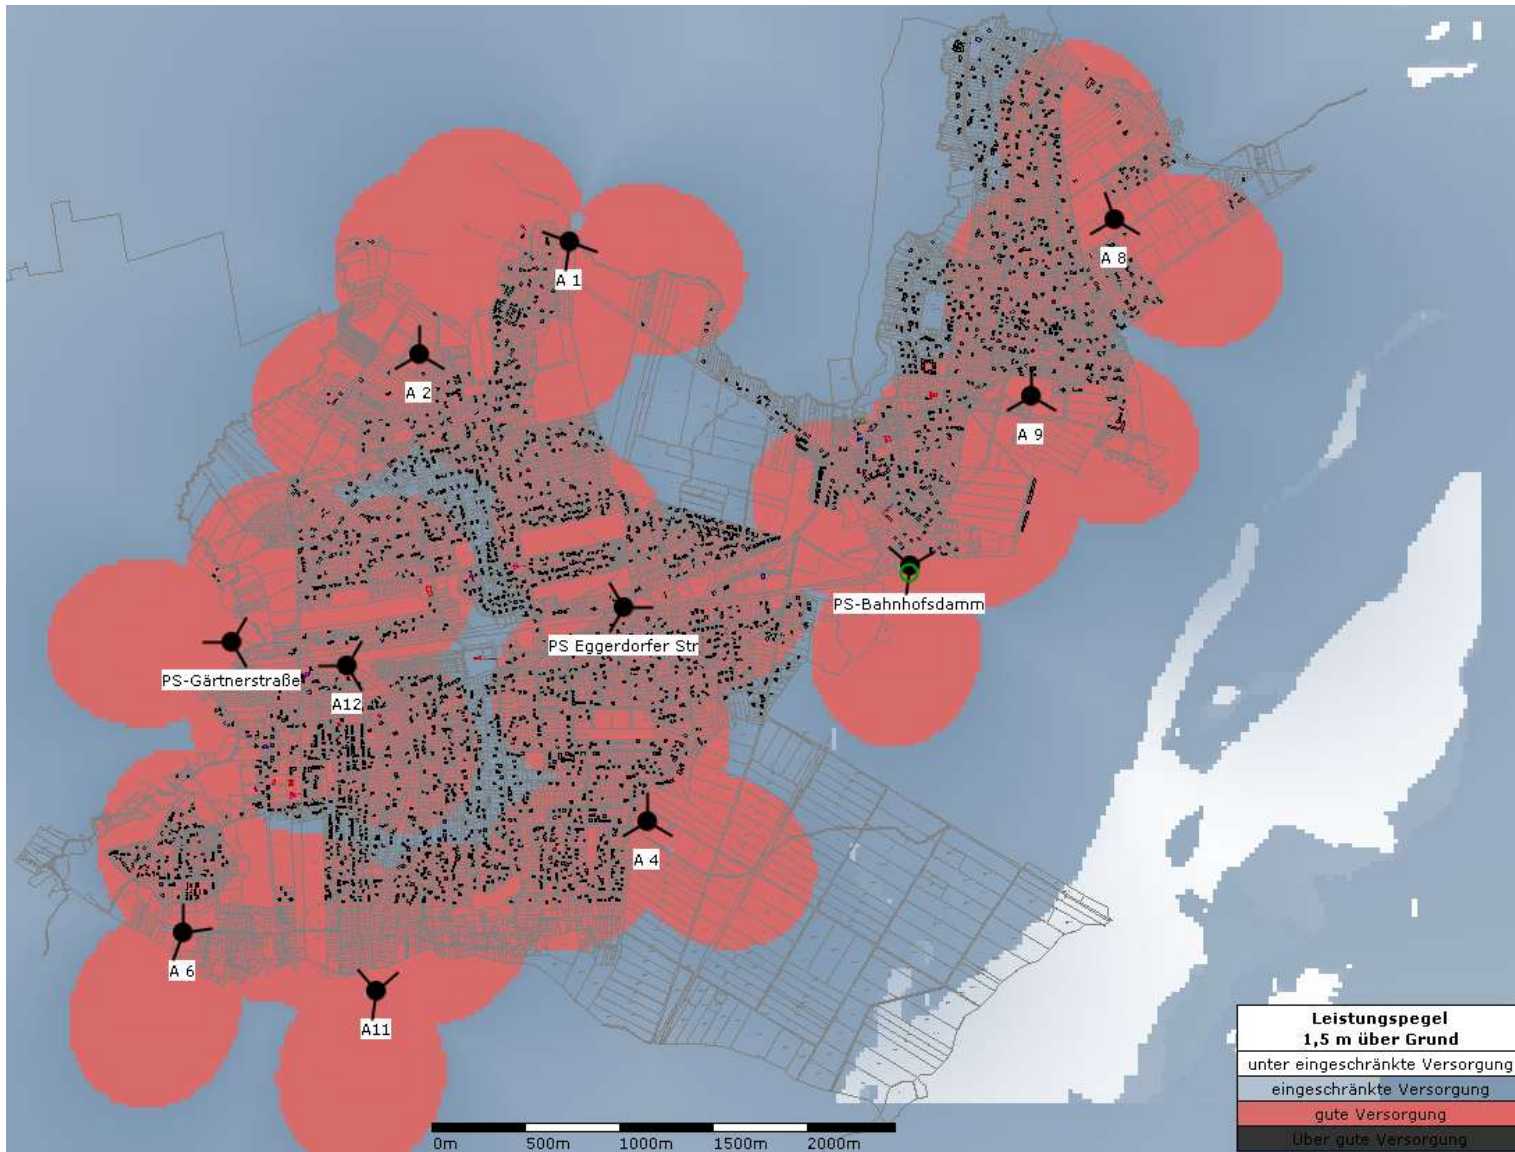 A 1
A 8
A 2
A 9
PS-Bahnhofsdamm
PS Eggerdorfer Str
PS-Gärtnerstraße
A12
A 4
A 6
A11
Leistungspegel
1,5 m über Grund
unter eingeschränkte Versorgung
eingeschränkte Versorgung
gute Versorgung
Über gute Versorgung
0m 500m 1000m 1500m 2000m